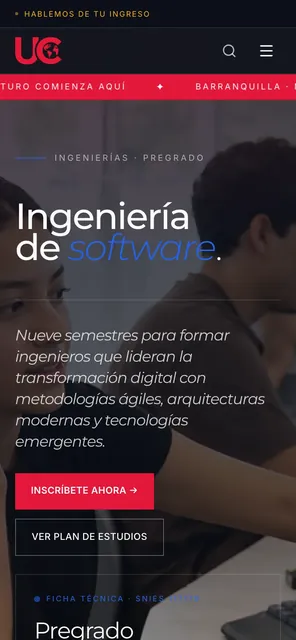 HABLEMOS DE TU INGRESO
UC
TURO COMIENZA AQUÍ ✦ BARRANQUILLA ·
INGENIERÍAS · PREGRADO
Ingeniería
de software.
Nueve semestres para formar
ingenieros que lideran la
transformación digital con
metodologías ágiles, arquitecturas
modernas y tecnologías
emergentes.
INSCRÍBETE AHORA →
VER PLAN DE ESTUDIOS
FICHA TÉCNICA · SNIES
Pregrado